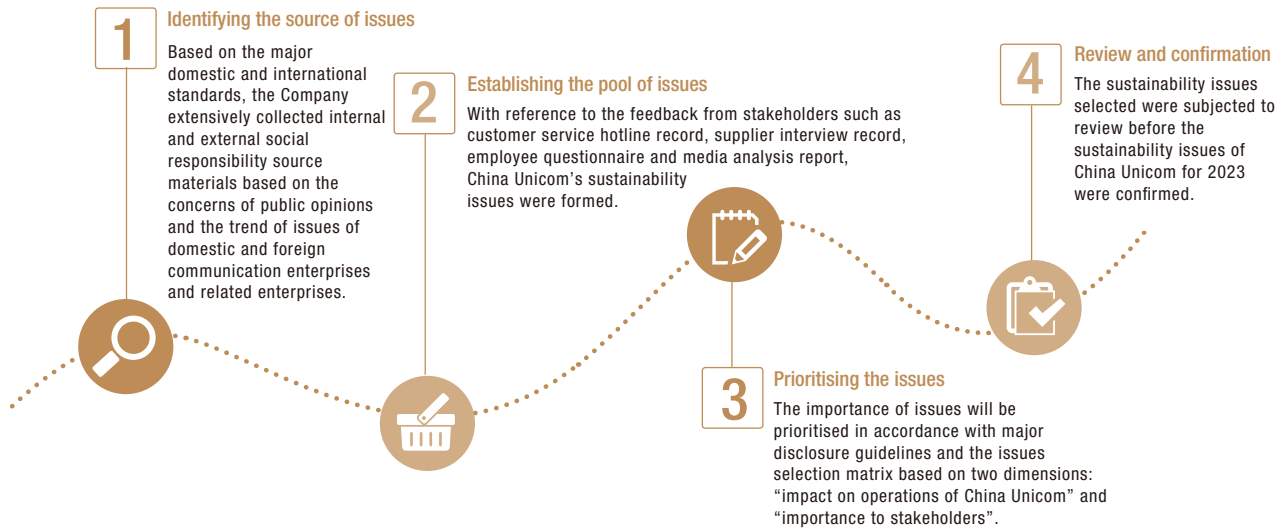 1
Identifying the source of issues
Based on the major
domestic and international
standards, the Company
extensively collected internal
and external social
responsibility source
materials based on the
concerns of public opinions
and the trend of issues of
domestic and foreign
communication enterprises
and related enterprises.
2
Establishing the pool of issues
With reference to the feedback from stakeholders such as
customer service hotline record, supplier interview record,
employee questionnaire and media analysis report,
China Unicom’s sustainability
issues were formed.
3
Prioritising the issues
The importance of issues will be
prioritised in accordance with major
disclosure guidelines and the issues
selection matrix based on two dimensions:
“impact on operations of China Unicom” and
“importance to stakeholders”.
4
Review and confirmation
The sustainability issues
selected were subjected to
review before the
sustainability issues of
China Unicom for 2023
were confirmed.